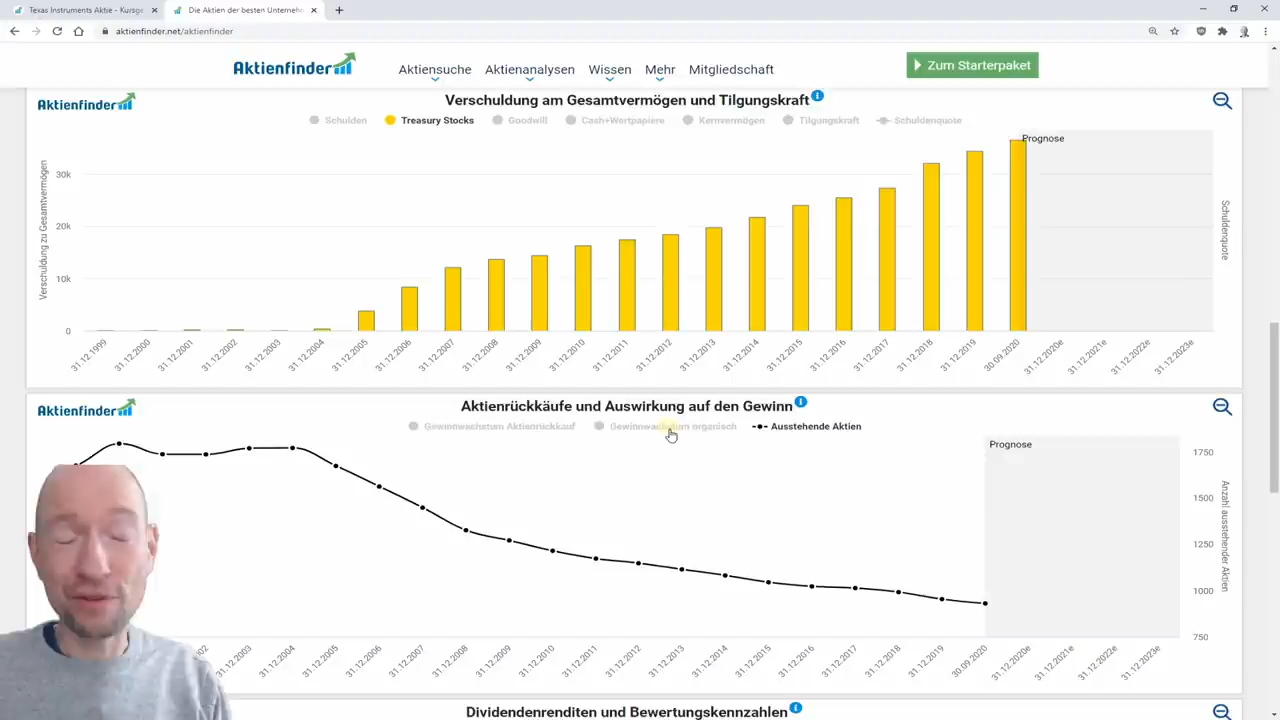 Texas Instruments Aktie - Kursge
Die Aktien der besten Unterneh
aktienfinder.net/aktienfinder
Aktienfinder
Aktiensuche
Aktienanalysen
Wissen
Mehr
Mitgliedschaft
Zum Starterpaket
Aktienfinder
Verschuldung am Gesamtvermögen und Tilgungskraft
Schulden
Treasury Stocks
Goodwill
Cash+Wertpapiere
Kernvermögen
Tilgungskraft
Schuldenquote
Prognose
Verschuldung zu Gesamtvermögen
30k
20k
10k
0
Schuldenquote
31.12.1999
31.12.2000
31.12.2001
31.12.2002
31.12.2003
31.12.2004
31.12.2005
31.12.2006
31.12.2007
31.12.2008
31.12.2009
31.12.2010
31.12.2011
31.12.2012
31.12.2013
31.12.2014
31.12.2015
31.12.2016
31.12.2017
31.12.2018
31.12.2019
30.09.2020
31.12.2020e
31.12.2021e
31.12.2022e
31.12.2023e
Aktienfinder
Aktienrückkäufe und Auswirkung auf den Gewinn
Gewinnwachstum Aktienrückkauf
Gewinnwachstum organisch
Ausstehende Aktien
Prognose
1750
1500
1250
1000
750
Anzahl ausstehender Aktien
2002
31.12.2003
31.12.2004
31.12.2005
31.12.2006
31.12.2007
31.12.2008
31.12.2009
31.12.2010
31.12.2011
31.12.2012
31.12.2013
31.12.2014
31.12.2015
31.12.2016
31.12.2017
31.12.2018
31.12.2019
30.09.2020
31.12.2020e
31.12.2021e
31.12.2022e
31.12.2023e
Dividendenrenditen und Bewertungskennzahlen